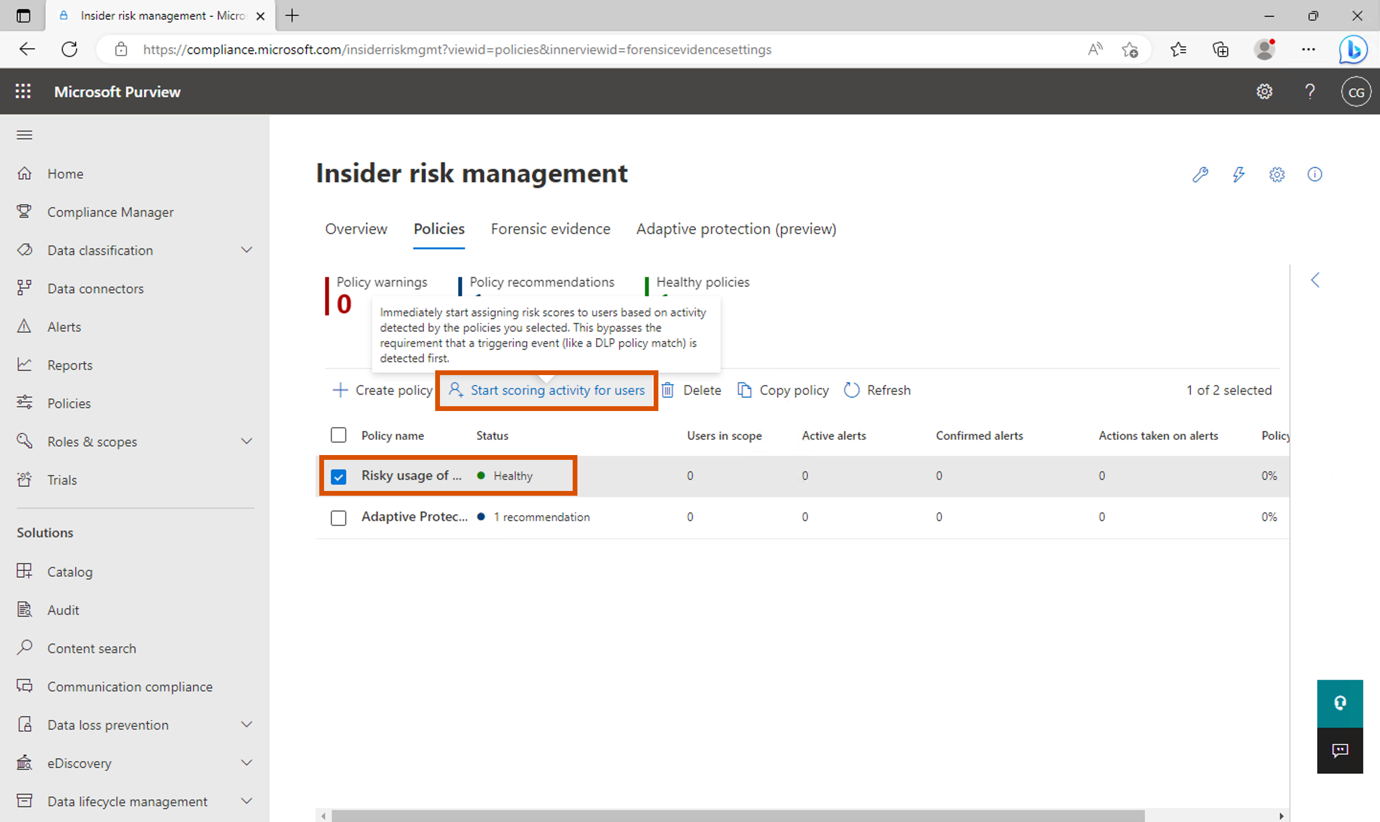 Insider risk management - Micro
https://compliance.microsoft.com/insiderriskmgmt?viewid=policies&innerviewid=forensicevidencesettings
Microsoft Purview
CG
Home
Compliance Manager
Data classification
Data connectors
Alerts
Reports
Policies
Roles & scopes
Trials
Solutions
Catalog
Audit
Content search
Communication compliance
Data loss prevention
eDiscovery
Data lifecycle management
Insider risk management
Overview Policies Forensic evidence Adaptive protection (preview)
Policy warnings Policy recommendations Healthy policies
0
Immediately start assigning risk scores to users based on activity
detected by the policies you selected. This bypasses the
requirement that a triggering event (like a DLP policy match) is
detected first.
Create policy Start scoring activity for users Delete Copy policy Refresh 1 of 2 selected
Policy name Status Users in scope Active alerts Confirmed alerts Actions taken on alerts Policy
Risky usage of ... Healthy 0 0 0 0 0%
Adaptive Protec... 1 recommendation 0 0 0 0 0%